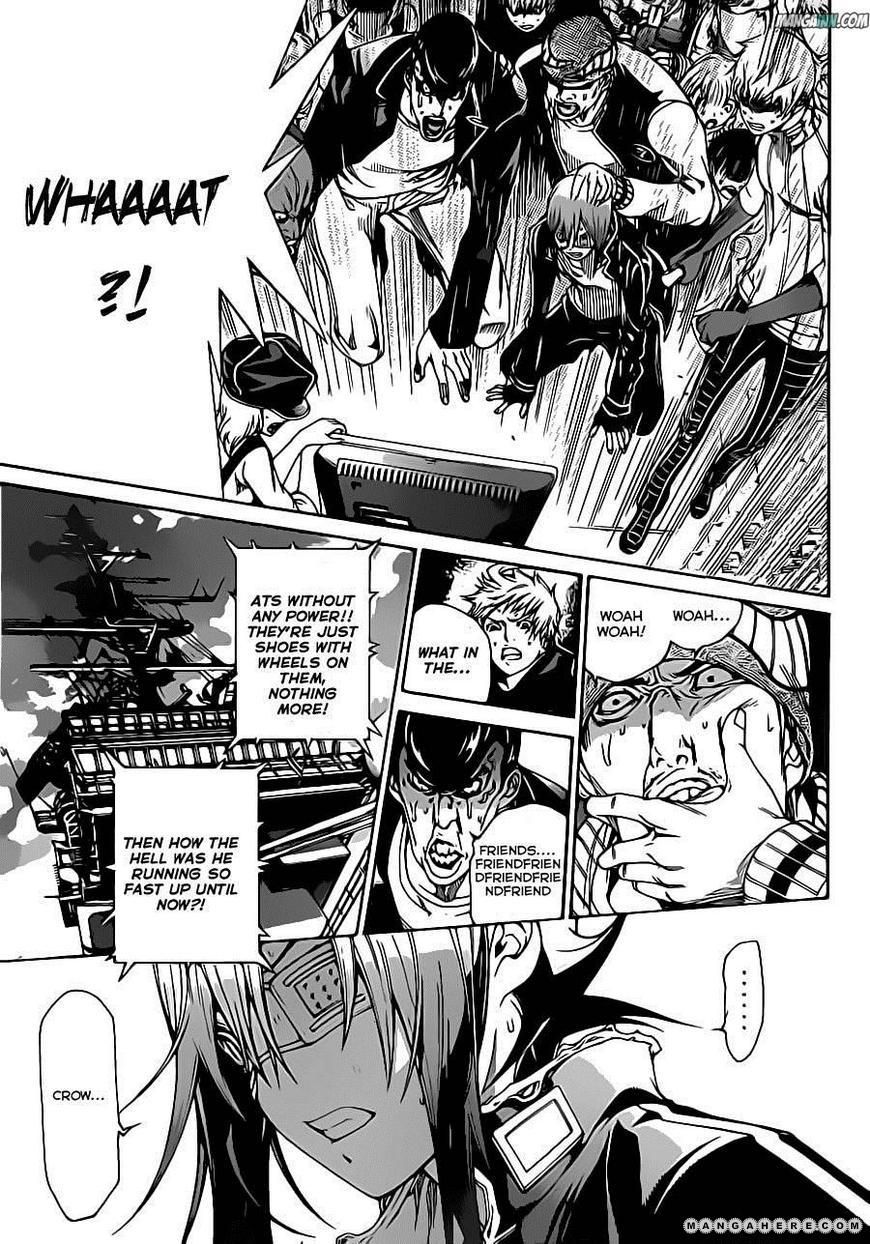 MANGAINN.COM
WHAAAAT
?!
WOAH WOAH...
WOAH!
WHAT IN
THE...
FRIENDS....
FRIENDFRIEN
DFRIENDFRIE
NDFRIEND
ATS WITHOUT
ANY POWER!!
THEY'RE JUST
SHOES WITH
WHEELS ON
THEM,
NOTHING
MORE!
THEN HOW THE
HELL WAS HE
RUNNING SO
FAST UP UNTIL
NOW?!
......
CROW...
MANGAHERE.COM